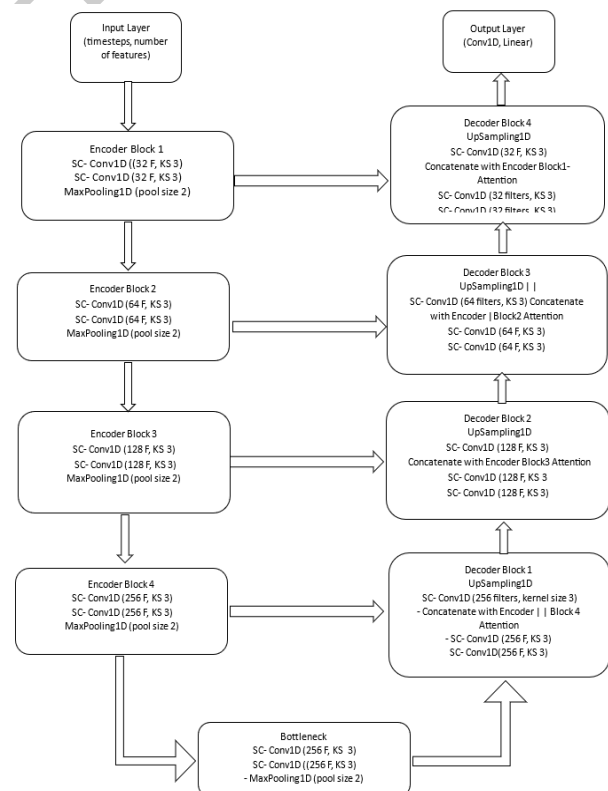 Input Layer
(timesteps, number
of features)
Encoder Block 1
SC- Conv1D ((32 F, KS 3)
SC- Conv1D (32 F, KS 3)
MaxPooling1D (pool size 2)
Encoder Block 2
SC- Conv1D (64 F, KS 3)
SC- Conv1D (64 F, KS 3)
MaxPooling1D (pool size 2)
Encoder Block 3
SC- Conv1D (128 F, KS 3)
SC- Conv1D (128 F, KS 3)
MaxPooling1D (pool size 2)
Encoder Block 4
SC- Conv1D (256 F, KS 3)
SC- Conv1D (256 F, KS 3)
MaxPooling1D (pool size 2)
Bottleneck
SC- Conv1D (256 F, KS 3)
SC- Conv1D ((256 F, KS 3)
- MaxPooling1D (pool size 2)
Decoder Block 1
UpSampling1D
SC- Conv1D (256 filters, kernel size 3)
- Concatenate with Encoder | | Block 4
Attention
- SC- Conv1D (256 F, KS 3)
SC- Conv1D(256 F, KS 3)
Decoder Block 2
UpSampling1D
SC- Conv1D (128 F, KS 3)
Concatenate with Encoder Block3 Attention
SC- Conv1D (128 F, KS 3
SC- Conv1D (128 F, KS 3)
Decoder Block 3
UpSampling1D | |
SC- Conv1D (64 filters, KS 3) Concatenate
with Encoder | Block2 Attention
SC- Conv1D (64 F, KS 3)
SC- Conv1D (64 F, KS 3)
Decoder Block 4
UpSampling1D
SC- Conv1D (32 F, KS 3)
Concatenate with Encoder Block1-
Attention
SC- Conv1D (32 filters, KS 3)
SC- Conv1D (32 filters, KS 3)
Output Layer
(Conv1D, Linear)